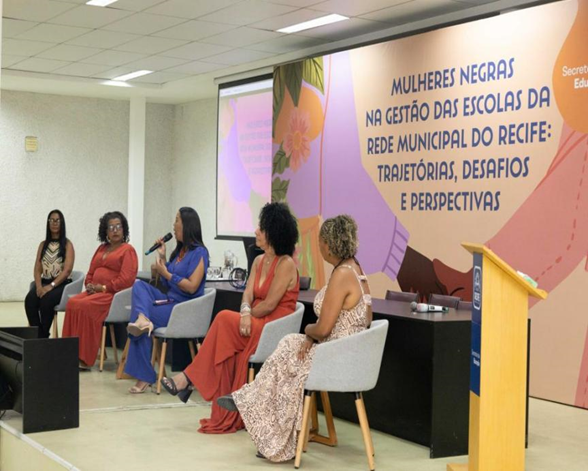 MULHERES NEGRAS
NA GESTÃO DAS ESCOLAS DA
REDE MUNICIPAL DO RECIFE:
TRAJETÓRIAS, DESAFIOS
E PERSPECTIVAS